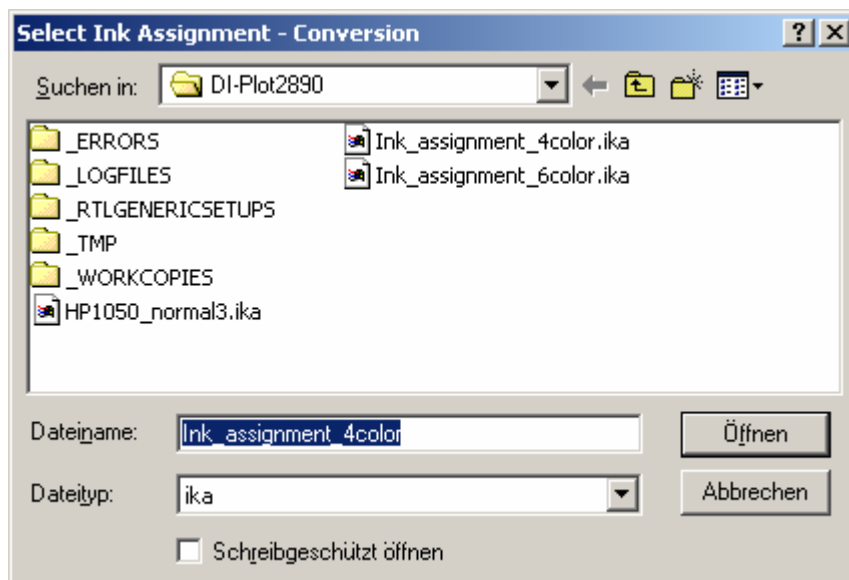 Select Ink Assignment - Conversion
Suchen in: DI-Plot2890
_ERRORS
_LOGFILES
_RTLGENERICSETUPS
_TMP
_WORKCOPIES
HP1050_normal3.ika
Ink_assignment_4color.ika
Ink_assignment_6color.ika
Dateiname: Ink_assignment_4color Öffnen
Dateityp: ika Abbrechen
Schreibgeschützt öffnen